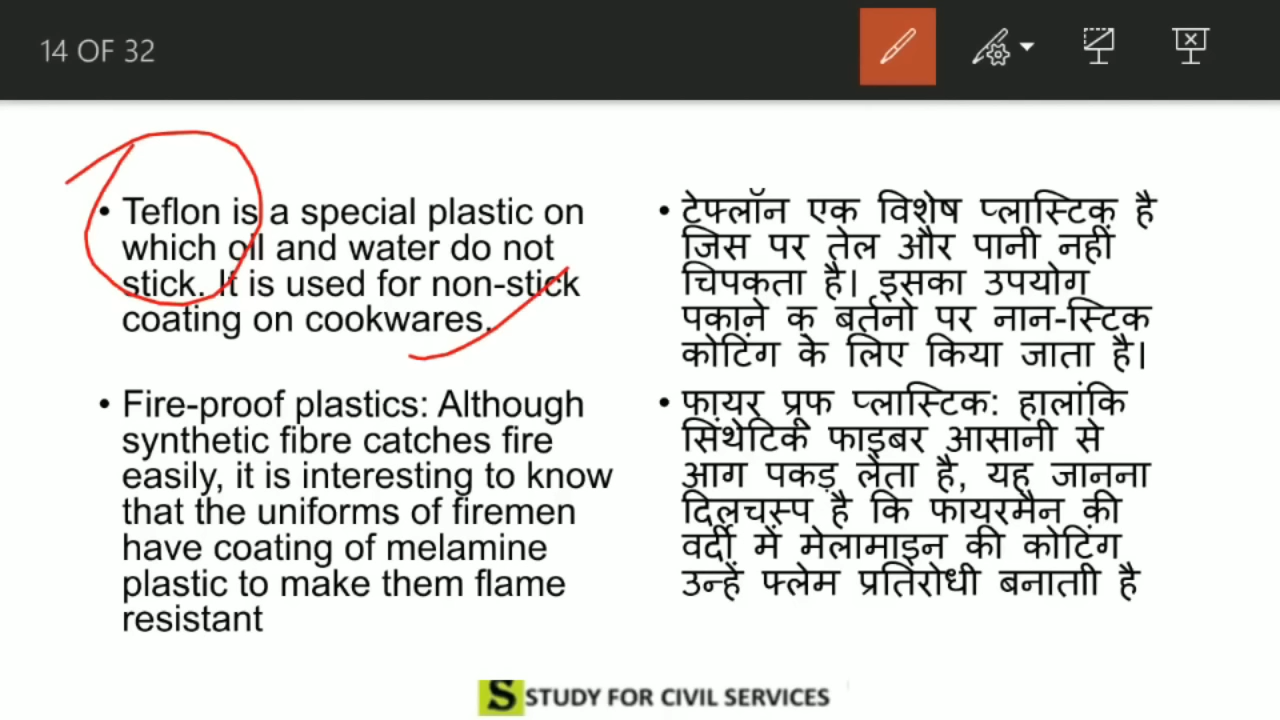 14 OF 32
• Teflon is a special plastic on
which oil and water do not
stick. It is used for non-stick
coating on cookwares.
• Fire-proof plastics: Although
synthetic fibre catches fire
easily, it is interesting to know
that the uniforms of firemen
have coating of melamine
plastic to make them flame
resistant
• टेफ्लॉन एक विशेष प्लास्टिक है
जिस पर तेल और पानी नहीं
चिपकता है। इसका उपयोग
पकाने के बर्तनों पर नान-स्टिक
कोटिंग के लिए किया जाता है।
• फायर प्रूफ प्लास्टिक: हालांकि
सिंथेटिक फाइबर आसानी से
आग पकड़ लेता है, यह जानना
दिलचस्प है कि फायरमैन की
वर्दी में मेलामाइन की कोटिंग
उन्हें फ्लेम प्रतिरोधी बनाताी है
S STUDY FOR CIVIL SERVICES